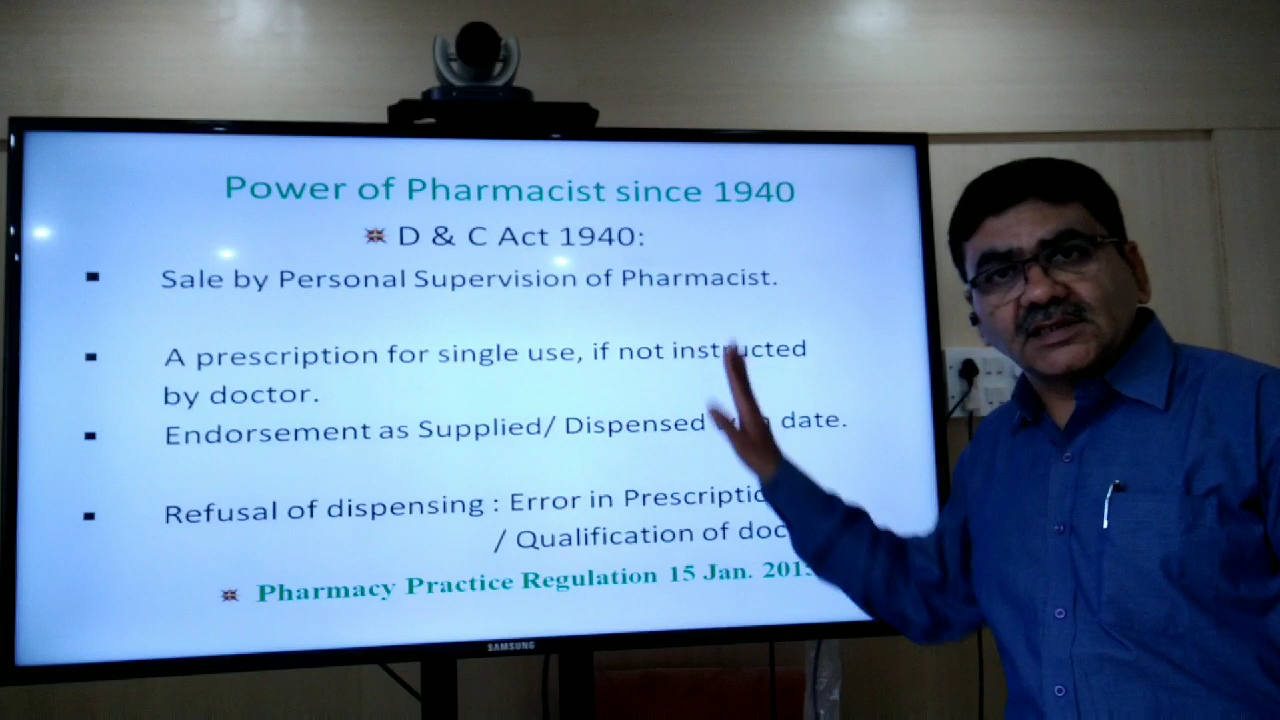 Power of Pharmacist since 1940
D & C Act 1940:
Sale by Personal Supervision of Pharmacist.
A prescription for single use, if not instructed
by doctor.
Endorsement as Supplied/ Dispensed date.
Refusal of dispensing : Error in
/ Qualification of
Pharmacy Practice Regulation 15 Jan.
SAMSUNG